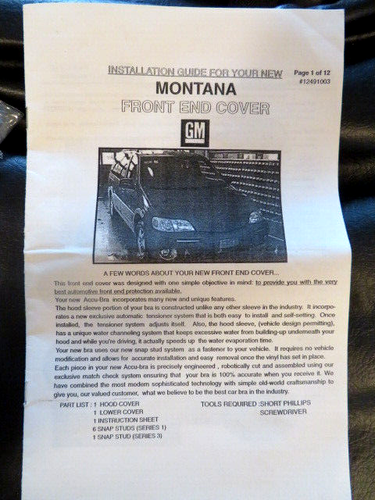 INSTALLATION GUIDE FOR YOUR NEW
Page 1 of 12
#12491003
MONTANA
FRONT END COVER
GM
A FEW WORDS ABOUT YOUR NEW FRONT END COVER...
This front end cover was designed with one simple objective in mind: to provide you with the very
best automotive front end protection available.
Your new Accu-Bra incorporates many new and unique features.
The hood sleeve portion of your bra is constructed unlike any other sleeve in the industry. It incorpo-
rates a new exclusive automatic tensioner system that is both easy to install and self-setting. Once
installed, the tensioner system adjusts itself. Also, the hood sleeve, (vehicle design permitting),
has a unique water channeling system that keeps excessive water from building-up underneath your
hood and while you're driving, it actually speeds up the water evaporation time.
Your new bra uses our new snap stud system as a fastener to your vehicle. It requires no vehicle
modification and allows for accurate installation and easy removal once the vinyl has set in place.
Each piece in your new Accu-bra is precisely engineered, robotically cut and assembled using our
exclusive match check system ensuring that your bra is 100% accurate when you receive it. We
have combined the most modern sophisticated technology with simple old-world craftsmanship to
give you, our valued customer, what we believe to be the best car bra in the industry.
PART LIST : 1 HOOD COVER
1 LOWER COVER
1 INSTRUCTION SHEET
6 SNAP STUDS (SERIES 1)
1 SNAP STUD (SERIES 3)
TOOLS REQUIRED :SHORT PHILLIPS
SCREWDRIVER